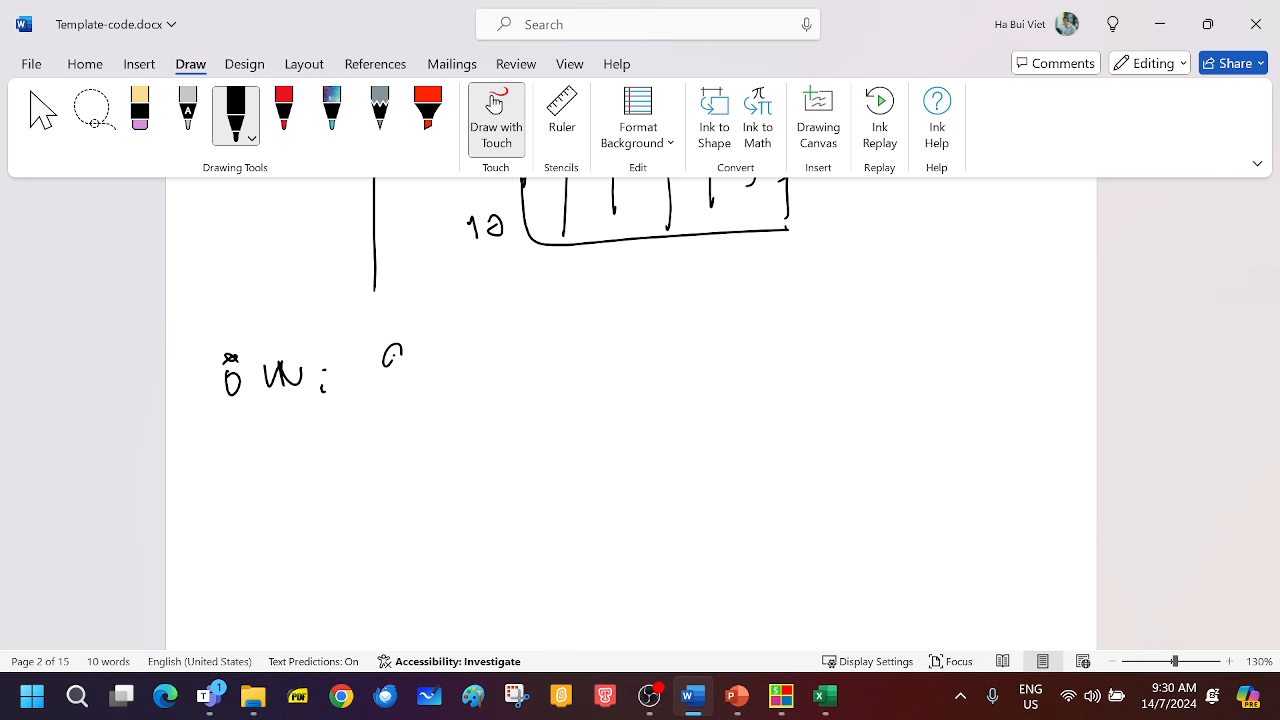 Template-code.docx
Search
Ha Bui Viet
File Home Insert Draw Design Layout References Mailings Review View Help
Comments
Editing
Share
Draw with Touch
Ruler
Format Background
Ink to Shape
Ink to Math
Drawing Canvas
Ink Replay
Ink Help
Drawing Tools
Touch
Stencils
Edit
Convert
Insert
Replay
Help
Page 2 of 15
10 words
English (United States)
Text Predictions: On
Accessibility: Investigate
Display Settings
Focus
130%
ENG
US
9:30 AM
14/7/2024